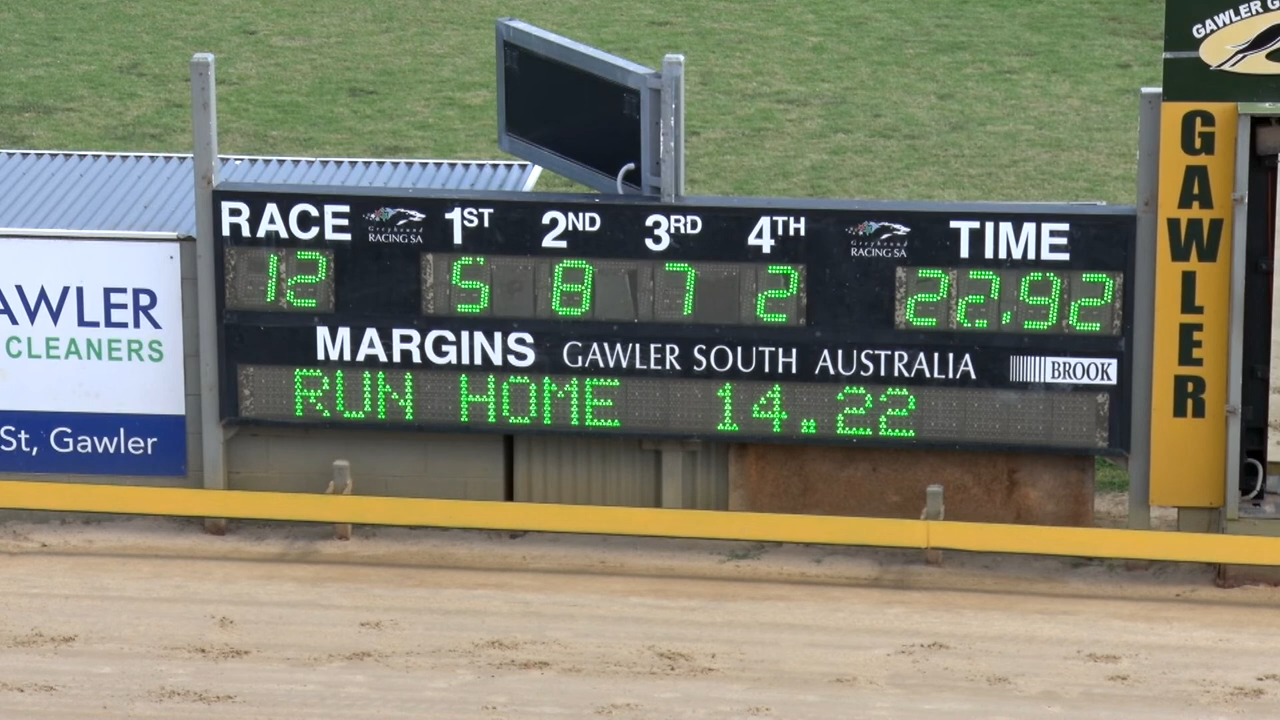 GAWLER G
GAWLER
RACE Greyhound RACING SA 1ST 2ND 3RD 4TH Greyhound RACING SA TIME
12 5 8 7 2 22.92
MARGINS GAWLER SOUTH AUSTRALIA BROOK
RUN HOME 14.22
AWLER
CLEANERS
St, Gawler